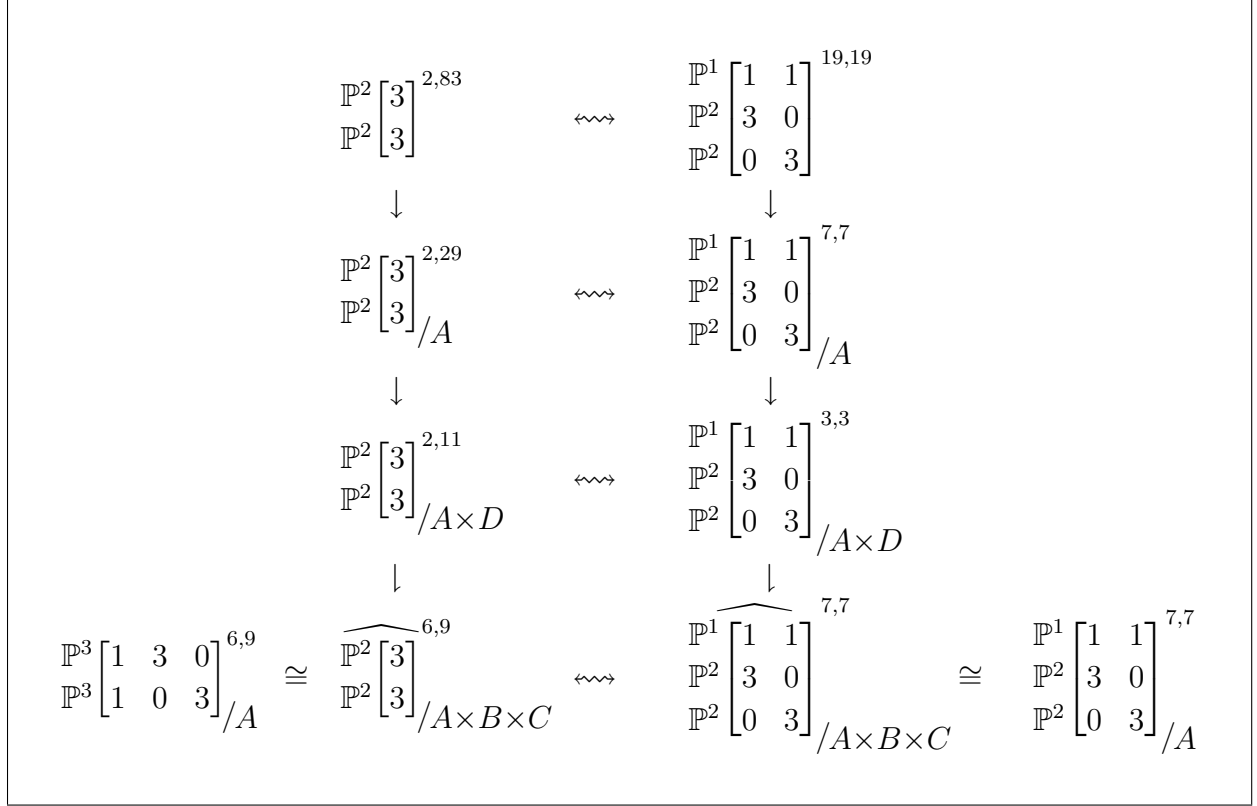 ℙ² [3]^{2,83} ↭ ℙ¹ [1 1]^{19,19}
ℙ² [3] ℙ² [3 0]
ℙ² [0 3]
↓ ↓
ℙ² [3]^{2,29} ↭ ℙ¹ [1 1]^{7,7}
ℙ² [3]_{/A} ℙ² [3 0]
ℙ² [0 3]_{/A}
↓ ↓
ℙ² [3]^{2,11} ↭ ℙ¹ [1 1]^{3,3}
ℙ² [3]_{/A×D} ℙ² [3 0]
ℙ² [0 3]_{/A×D}
⇂ ⇂
ℙ³ [1 3 0]^{6,9} ≅ ℙ² [3]^{6,9} ↭ ℙ¹ [1 1]^{7,7} ≅ ℙ¹ [1 1]^{7,7}
ℙ³ [1 0 3]_{/A} ℙ² [3]_{/A×B×C} ℙ² [3 0] ℙ² [3 0]
ℙ² [0 3]_{/A×B×C} ℙ² [0 3]_{/A}